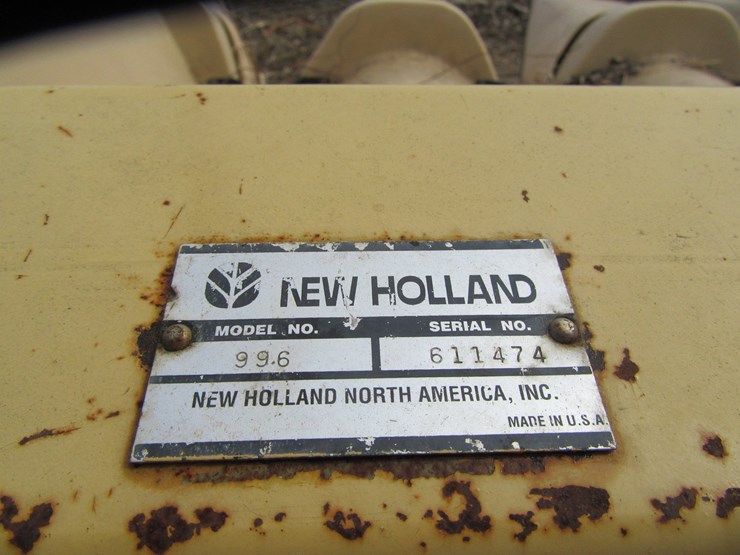 NEW HOLLAND
MODEL NO. SERIAL NO.
996 611474
NEW HOLLAND NORTH AMERICA, INC.
MADE IN U.S.A.